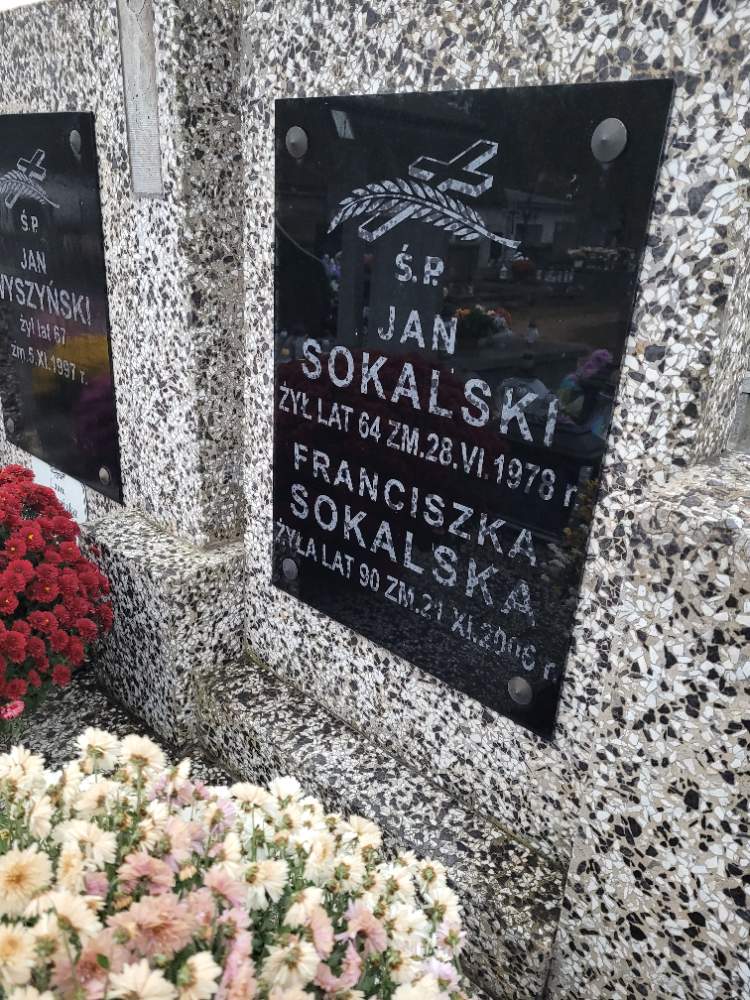 Ś.P.
JAN
WYSZYŃSKI
żył lat 67
zm.5.XI.1997 r.
Ś.P.
JAN
SOKALSKI
ŻYŁ LAT 64 ZM.28.VI.1978 r.
FRANCISZKA
SOKALSKA
ŻYŁA LAT 90 ZM.21 XI.2006 r.